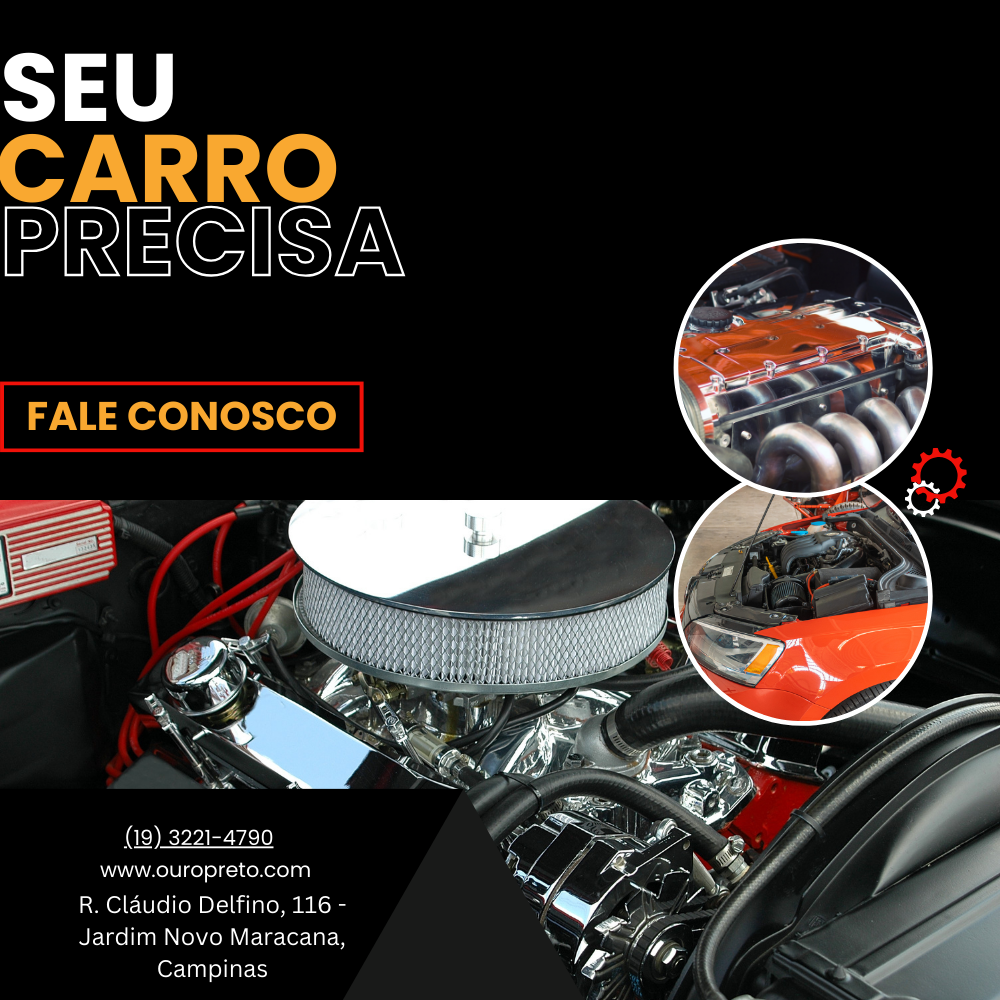 SEU
CARRO
PRECISA
FALE CONOSCO
(19) 3221-4790
www.ouropreto.com
R. Cláudio Delfino, 116 -
Jardim Novo Maracana,
Campinas